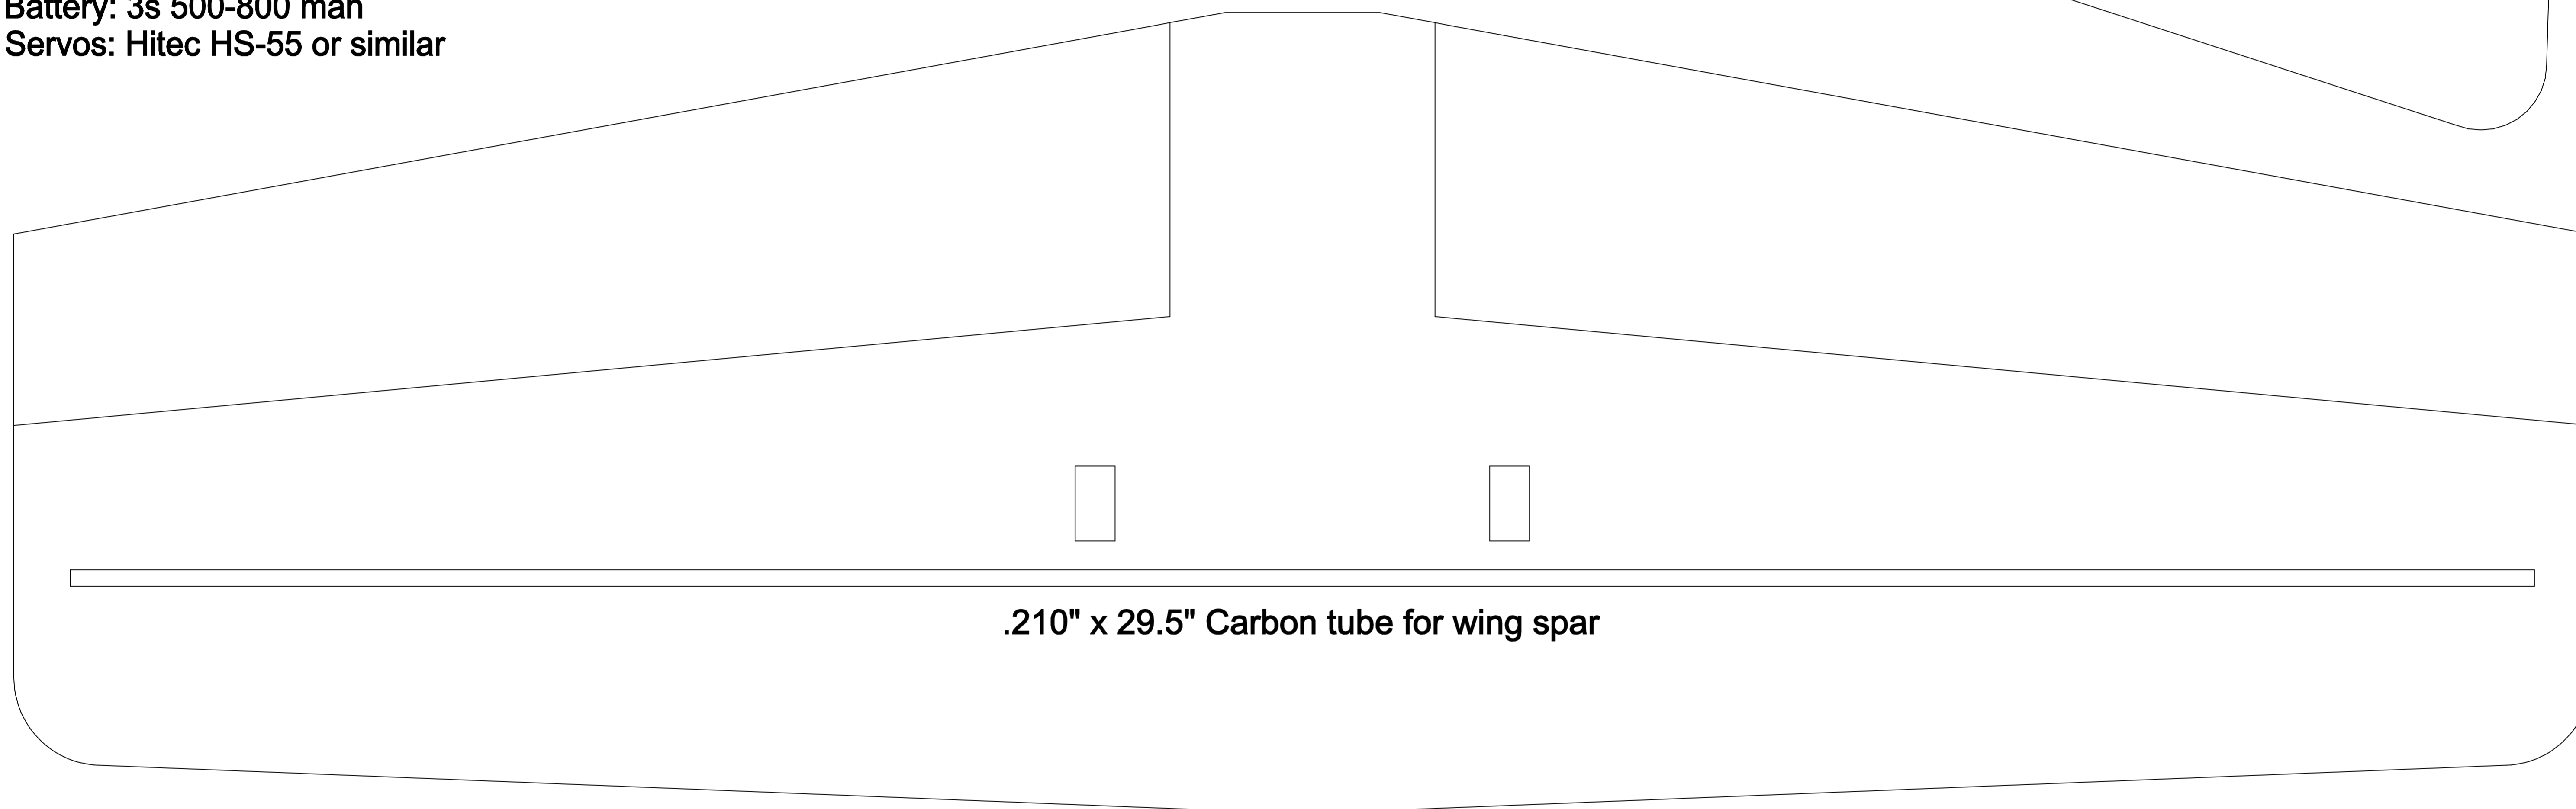 Battery: 3s 500-800 mah
Servos: Hitec HS-55 or similar
.210" x 29.5" Carbon tube for wing spar